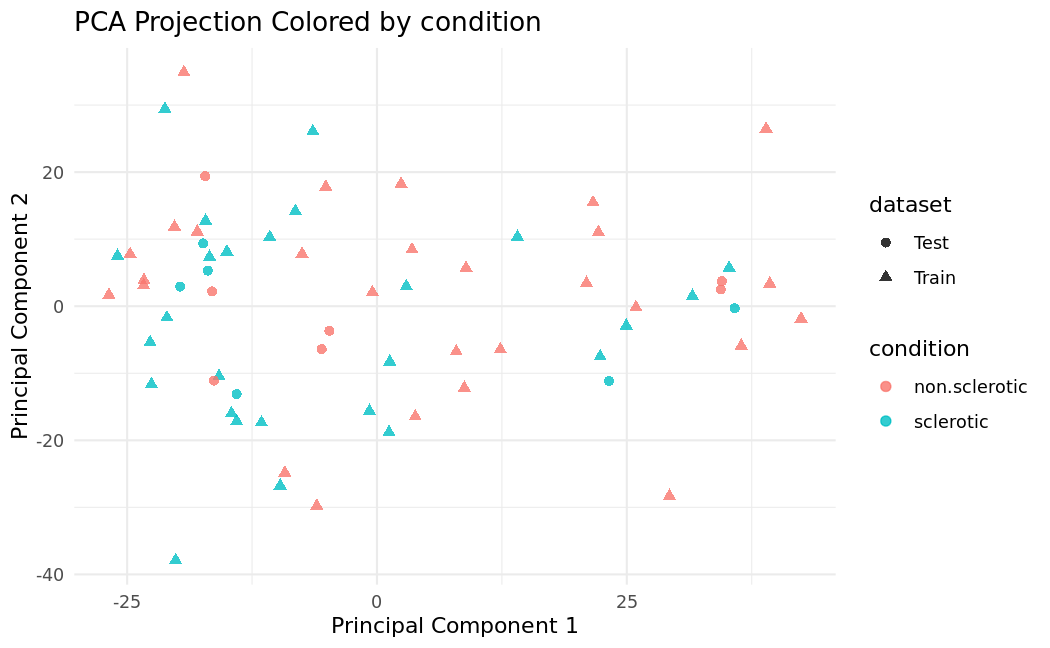 PCA Projection Colored by condition
20
0
-20
-40
-25
0
25
Principal Component 1
Principal Component 2
dataset
Test
Train
condition
non.sclerotic
sclerotic